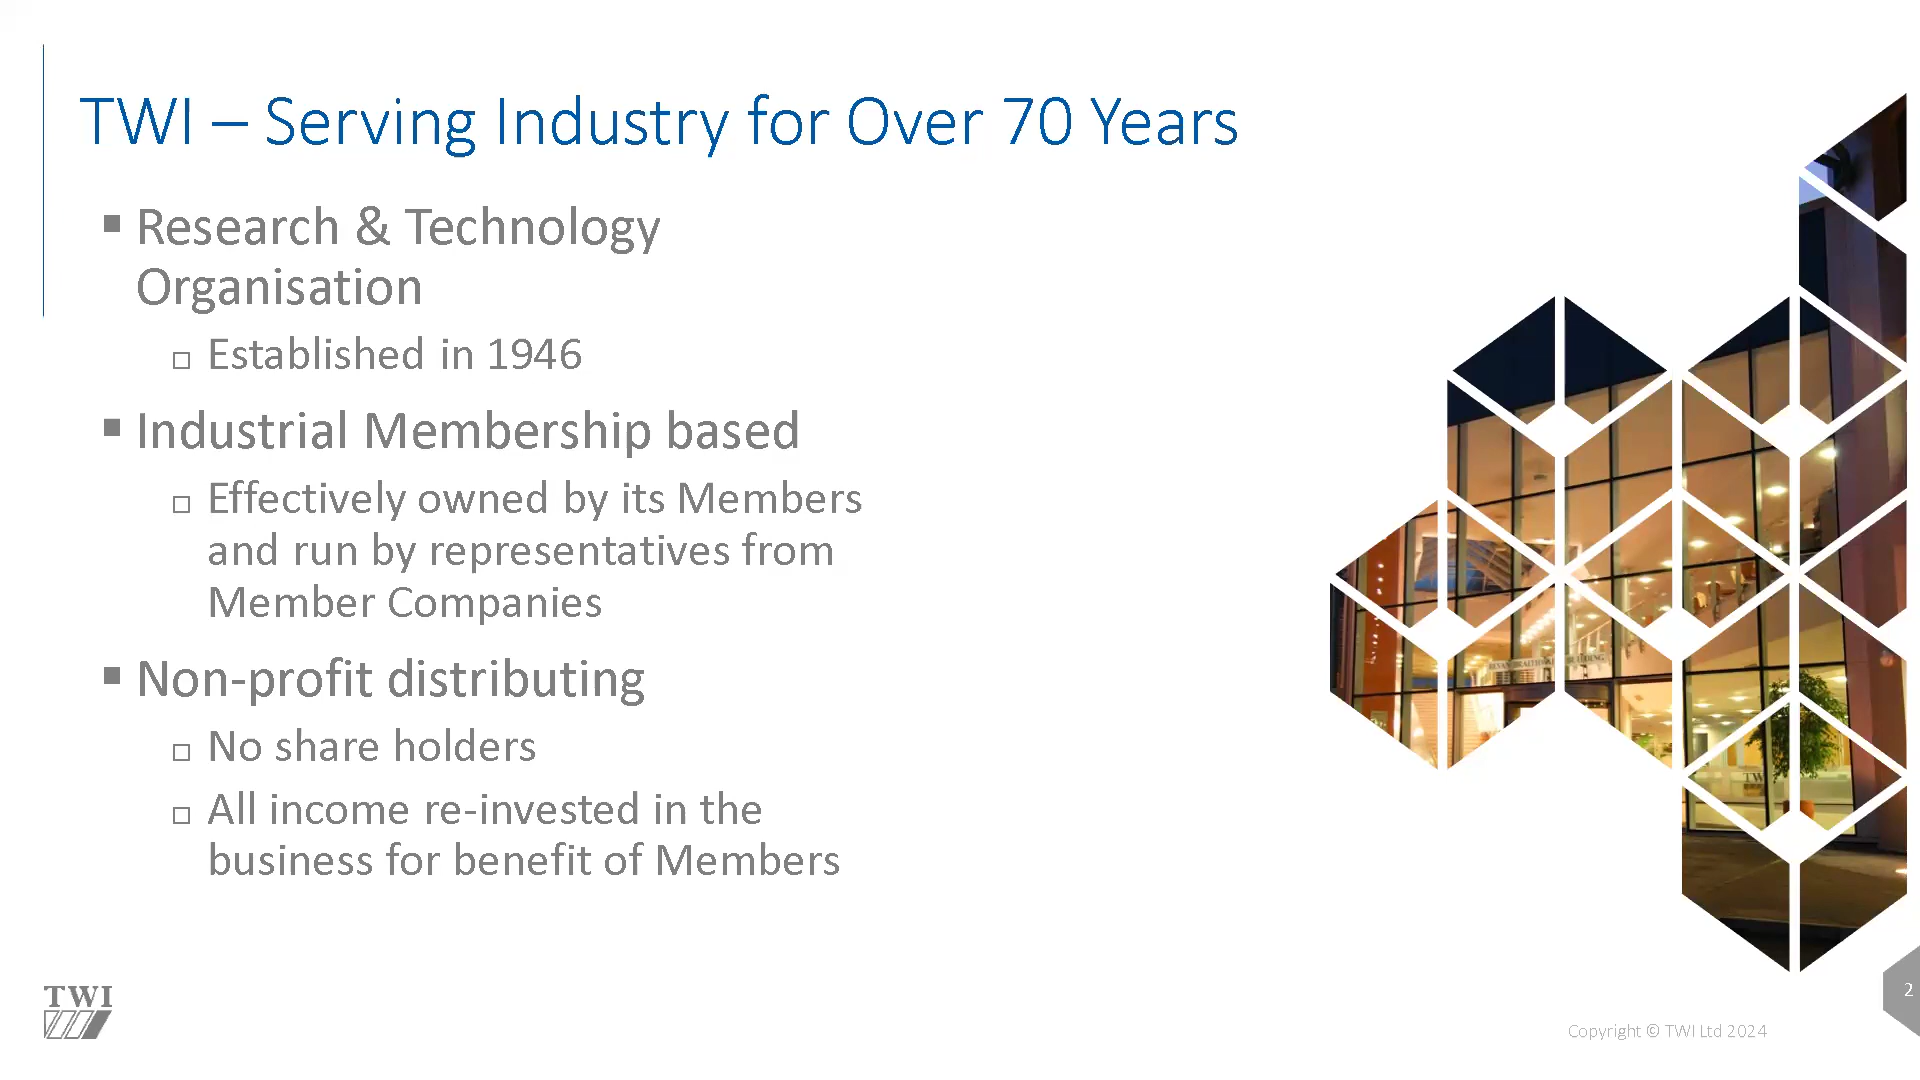 TWI – Serving Industry for Over 70 Years
▪ Research & Technology
Organisation
□ Established in 1946
▪ Industrial Membership based
□ Effectively owned by its Members
and run by representatives from
Member Companies
▪ Non-profit distributing
□ No share holders
□ All income re-invested in the
business for benefit of Members
TWI
TWI
2
Copyright © TWI Ltd 2024